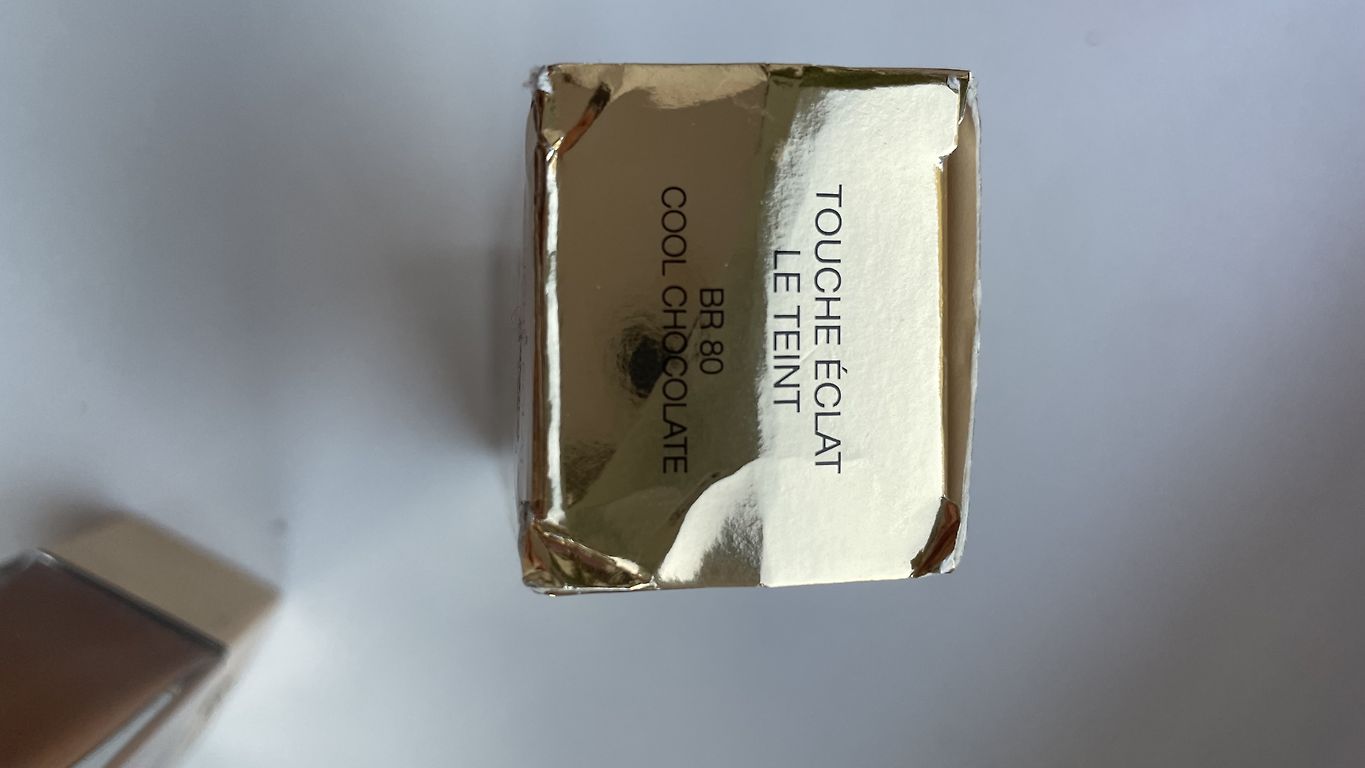 TOUCHE ÉCLAT
LE TEINT
BR 80
COOL CHOCOLATE